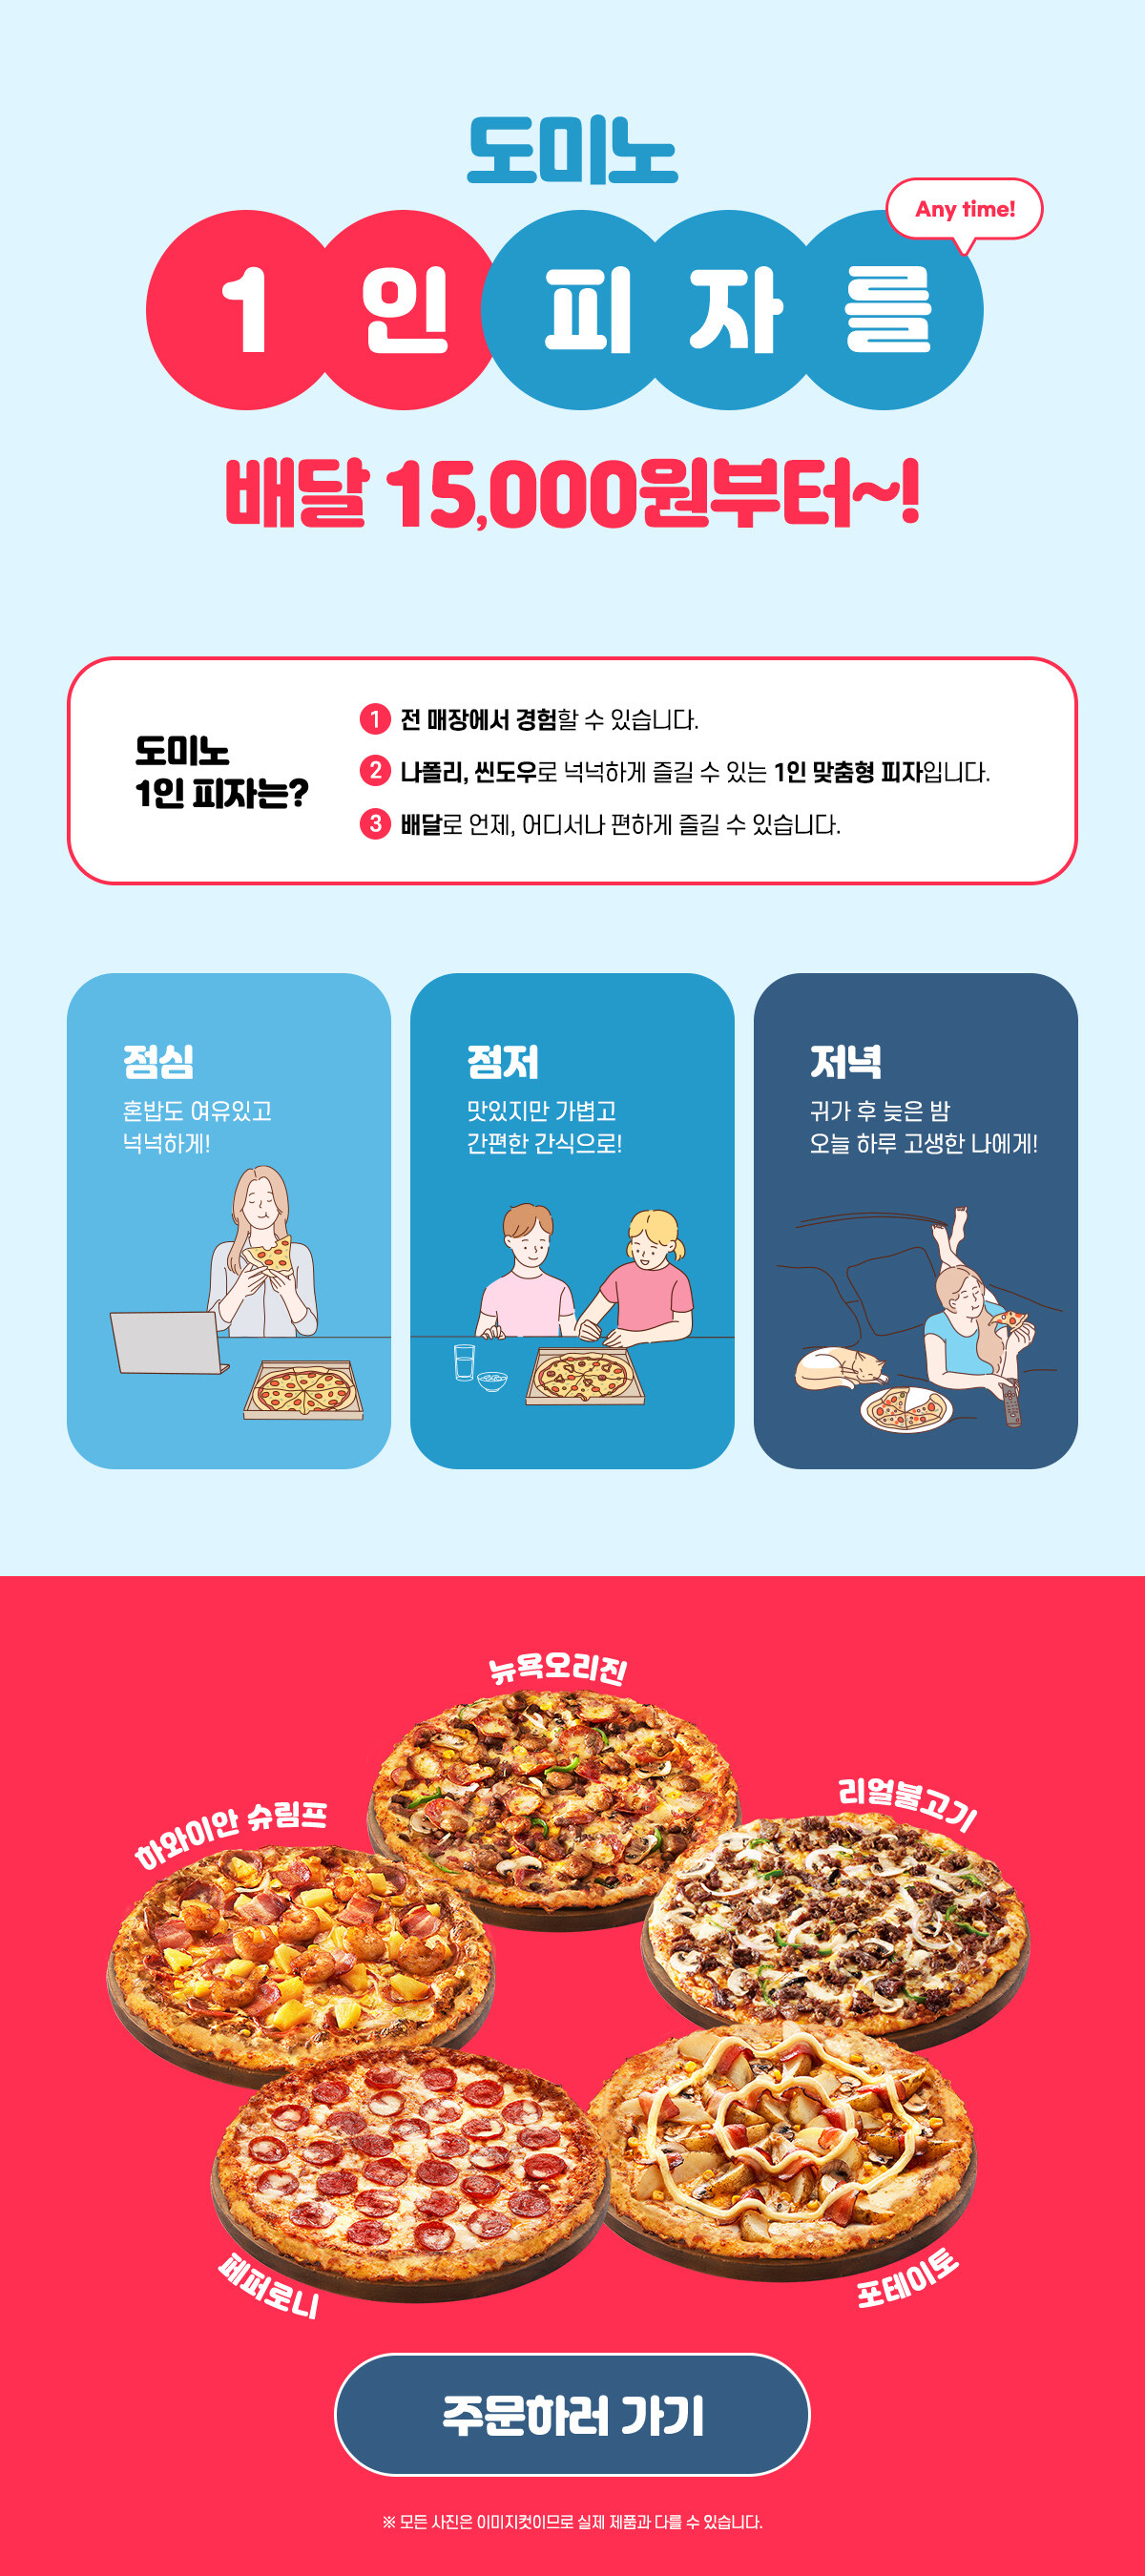 도미노
Any time!
1인피자를
배달 15,000원부터~!
도미노
1인 피자는?
1 전 매장에서 경험할 수 있습니다.
2 나폴리, 씬도우로 넉넉하게 즐길 수 있는 1인 맞춤형 피자입니다.
3 배달로 언제, 어디서나 편하게 즐길 수 있습니다.
점심
혼밥도 여유있고
넉넉하게!
점저
맛있지만 가볍고
간편한 간식으로!
저녁
귀가 후 늦은 밤
오늘 하루 고생한 나에게!
뉴욕오리진
리얼불고기
하와이안 슈림프
페퍼로니
포테이토
주문하러 가기
※ 모든 사진은 이미지컷이므로 실제 제품과 다를 수 있습니다.